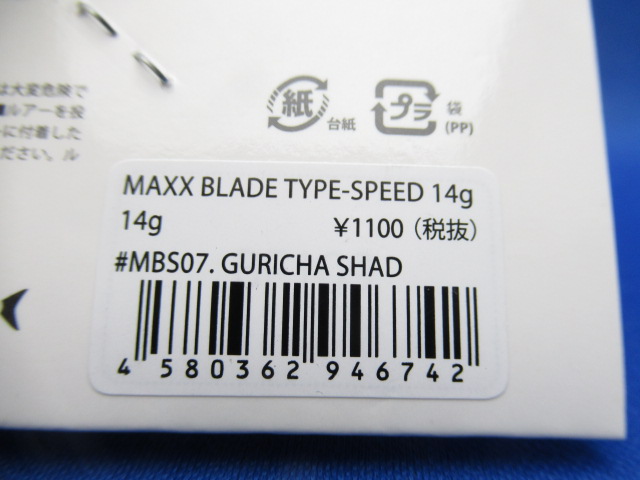 は大変危険で
ルアーを投
に付着した
ださい。ル
紙
台紙
プラ
袋
(PP)
MAXX BLADE TYPE-SPEED 14g
14g ¥1100（税抜）
#MBS07. GURICHA SHAD
4 580362 946742